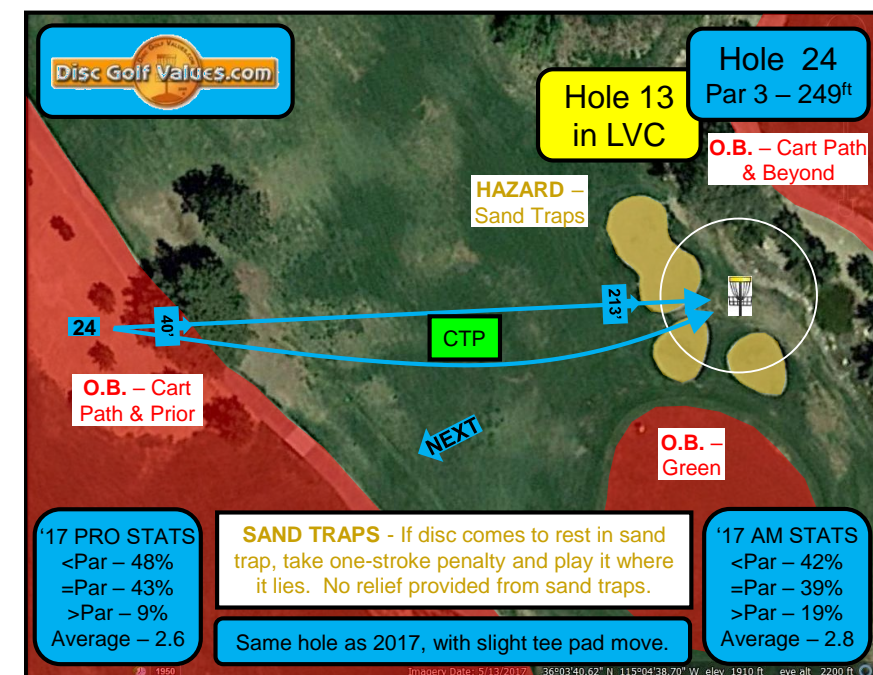 Disc Golf Values.com
Hole 24
Par 3 – 249ft
Hole 13
in LVC
O.B. – Cart Path
& Beyond
HAZARD –
Sand Traps
24
40'
213'
CTP
O.B. – Cart
Path & Prior
NEXT
O.B. –
Green
'17 PRO STATS
<Par – 48%
=Par – 43%
>Par – 9%
Average – 2.6
SAND TRAPS - If disc comes to rest in sand
trap, take one-stroke penalty and play it where
it lies.  No relief provided from sand traps.
Same hole as 2017, with slight tee pad move.
'17 AM STATS
<Par – 42%
=Par – 39%
>Par – 19%
Average – 2.8
1950
Imagery Date: 5/13/2017 36°03'40.62" N 115°04'38.70" W elev 1910 ft eye alt 2200 ft